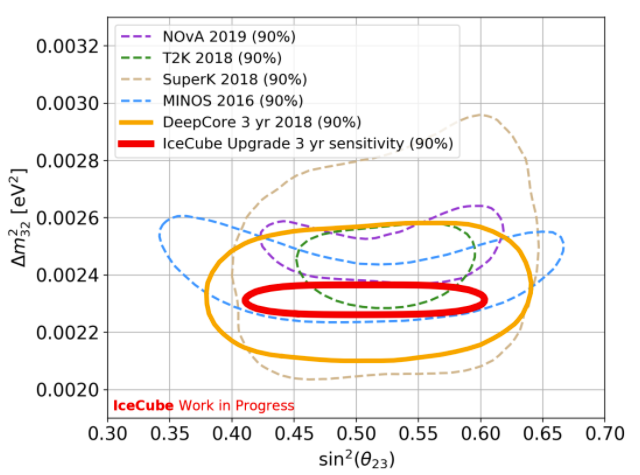 0.0032
0.0030
0.0028
0.0026
0.0024
0.0022
0.0020
Δm²₃₂ [eV²]
NOvA 2019 (90%)
T2K 2018 (90%)
SuperK 2018 (90%)
MINOS 2016 (90%)
DeepCore 3 yr 2018 (90%)
IceCube Upgrade 3 yr sensitivity (90%)
IceCube Work in Progress
0.30 0.35 0.40 0.45 0.50 0.55 0.60 0.65 0.70
sin²(θ₂₃)